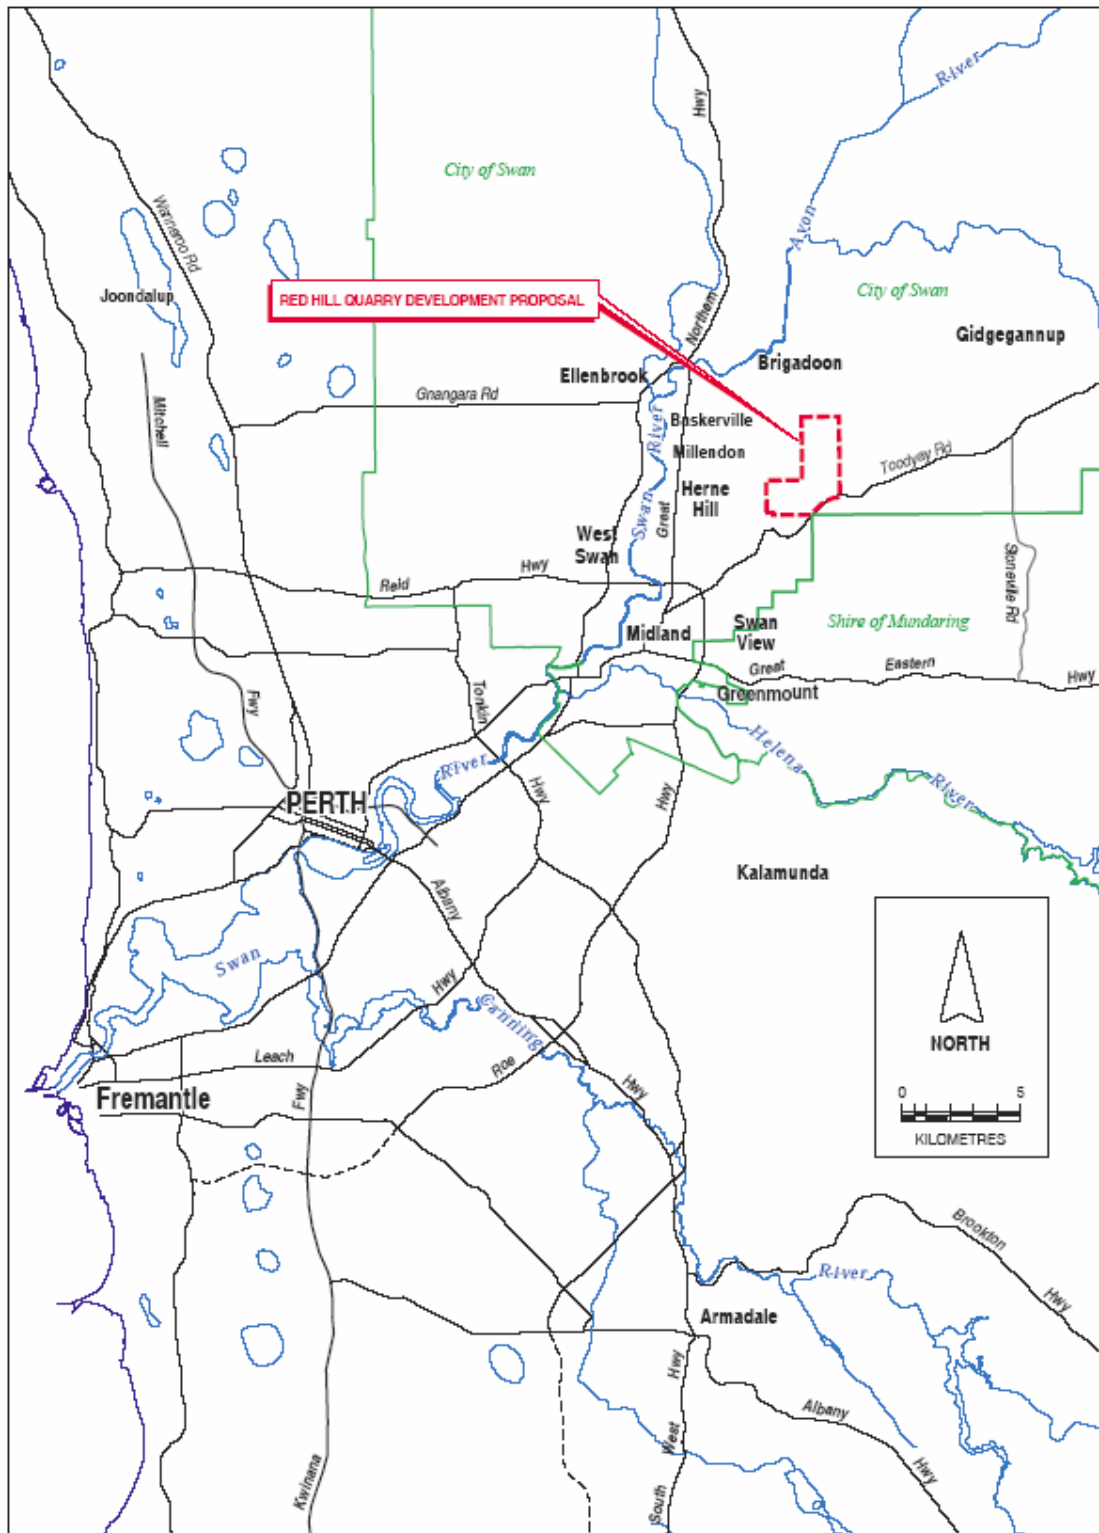 River
Hwy
City of Swan
Wanneroo Rd
Avon
Joondalup
RED HILL QUARRY DEVELOPMENT PROPOSAL
City of Swan
Northern
Gidgegannup
Brigadoon
Ellenbrook
Gnangara Rd
Mitchell
River
Baskerville
Millendon
Toodyay Rd
Herne
Hill
Swan
Great
West
Swan
Hwy
Reid
Stoneville Rd
Midland
Swan
View
Shire of Mundaring
Great
Eastern
Hwy
Greenmount
Tonkin
Fwy
Helena
River
River
Hwy
Hwy
PERTH
Kalamunda
Albany
Swan
Hwy
Canning
NORTH
0 5
KILOMETRES
Leach
Roe
Hwy
Fwy
Fremantle
Brookton
River
Hwy
Armadale
Hwy
Albany
West
Hwy
Kwinana
South